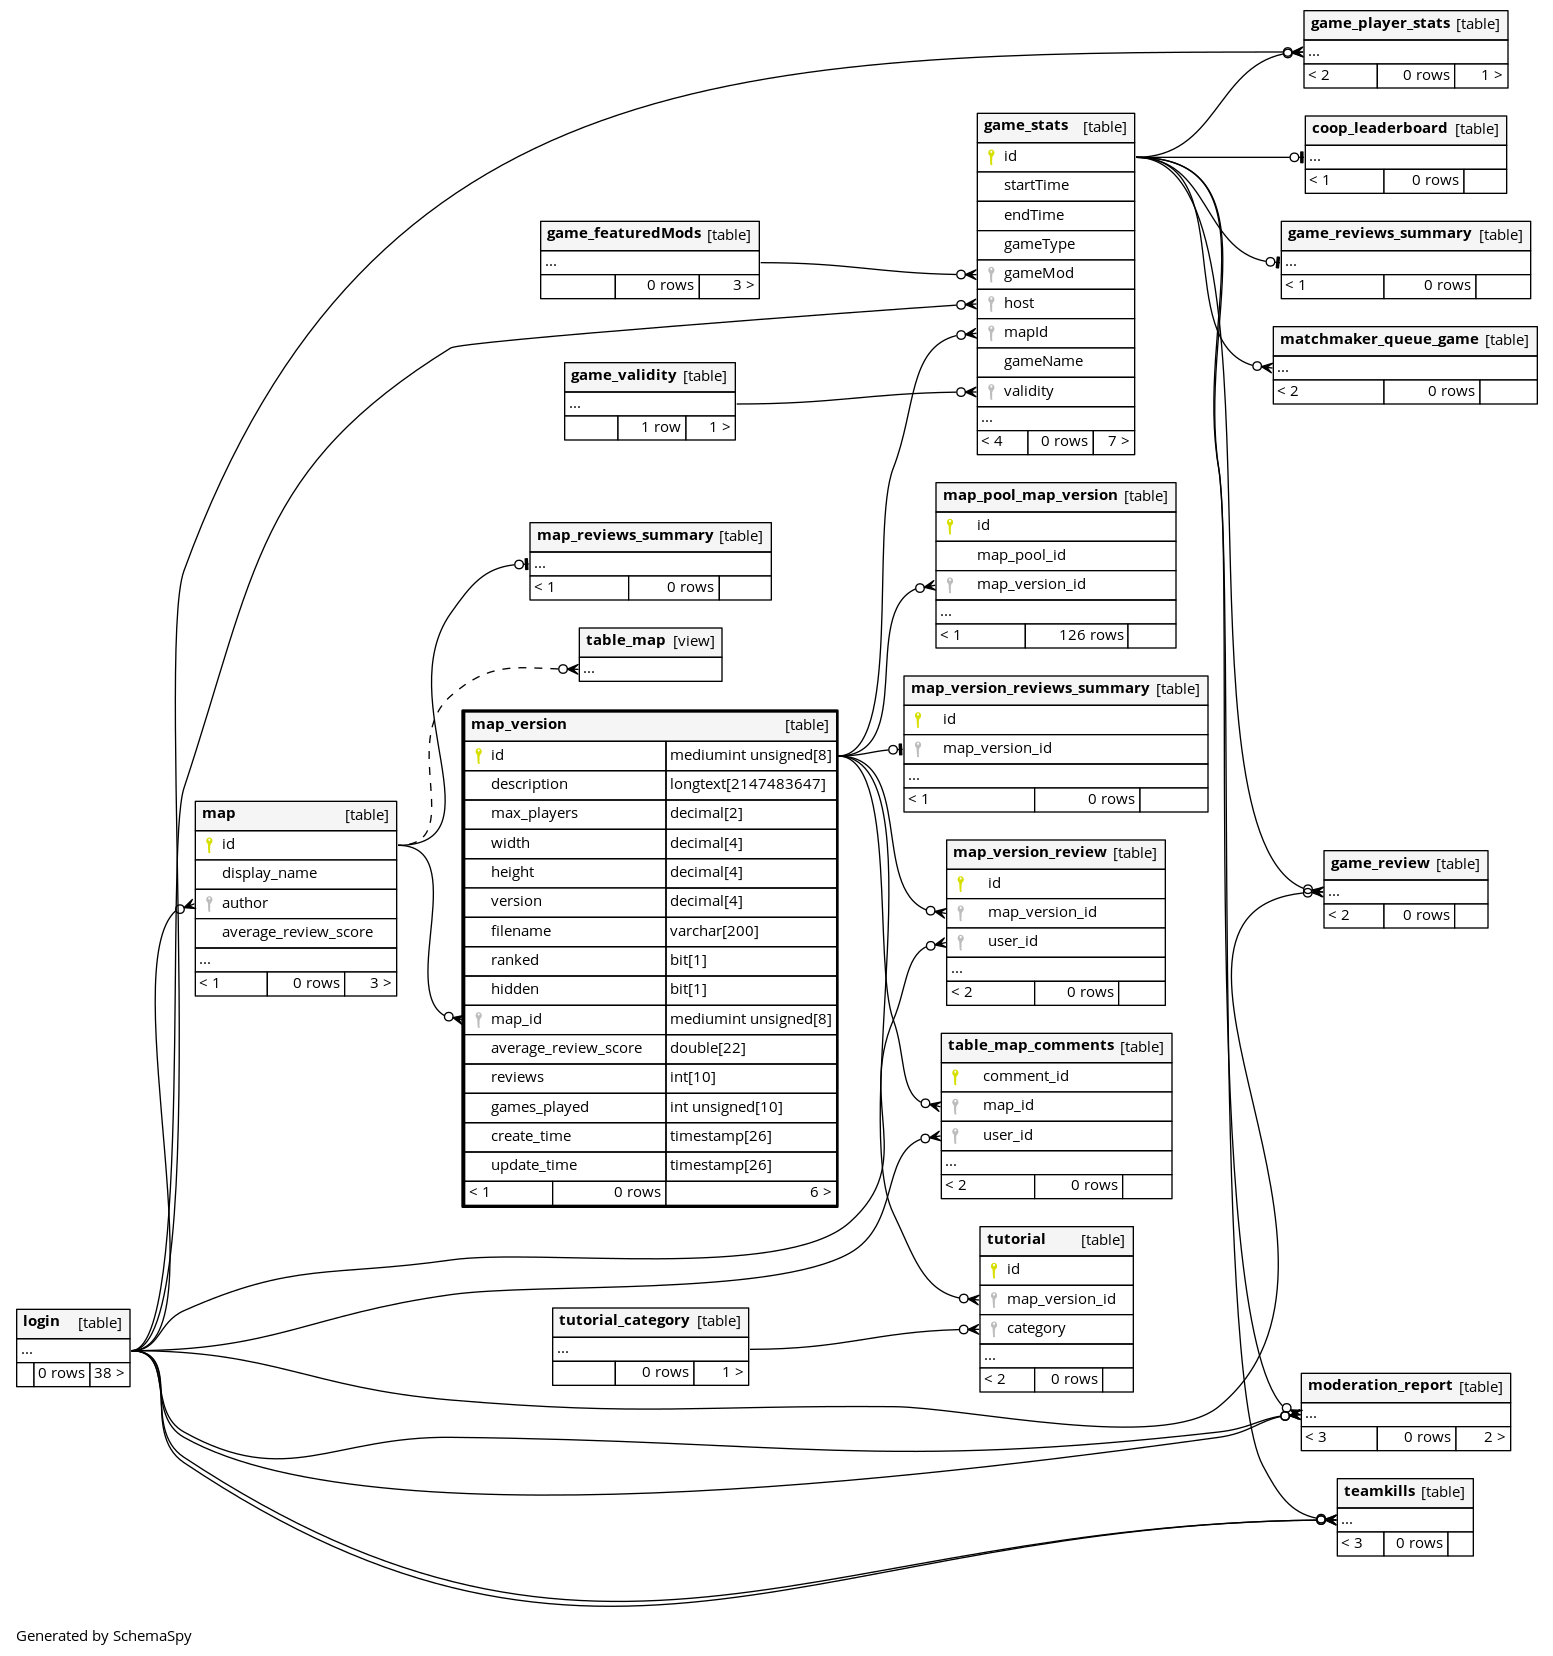 game_player_stats [table]
...
< 2 0 rows 1 >
game_stats [table]
id
startTime
endTime
gameType
gameMod
host
mapId
gameName
validity
...
< 4 0 rows 7 >
coop_leaderboard [table]
...
< 1 0 rows
game_featuredMods [table]
...
0 rows 3 >
game_reviews_summary [table]
...
< 1 0 rows
matchmaker_queue_game [table]
...
< 2 0 rows
game_validity [table]
...
1 row 1 >
map_pool_map_version [table]
id
map_pool_id
map_version_id
...
< 1 126 rows
map_reviews_summary [table]
...
< 1 0 rows
table_map [view]
...
map_version_reviews_summary [table]
id
map_version_id
...
< 1 0 rows
map_version [table]
id mediumint unsigned[8]
description longtext[2147483647]
max_players decimal[2]
width decimal[4]
height decimal[4]
version decimal[4]
filename varchar[200]
ranked bit[1]
hidden bit[1]
map_id mediumint unsigned[8]
average_review_score double[22]
reviews int[10]
games_played int unsigned[10]
create_time timestamp[26]
update_time timestamp[26]
< 1 0 rows 6 >
map [table]
id
display_name
author
average_review_score
...
< 1 0 rows 3 >
map_version_review [table]
id
map_version_id
user_id
...
< 2 0 rows
game_review [table]
...
< 2 0 rows
table_map_comments [table]
comment_id
map_id
user_id
...
< 2 0 rows
tutorial [table]
id
map_version_id
category
...
< 2 0 rows
login [table]
...
0 rows 38 >
tutorial_category [table]
...
0 rows 1 >
moderation_report [table]
...
< 3 0 rows 2 >
teamkills [table]
...
< 3 0 rows
Generated by SchemaSpy